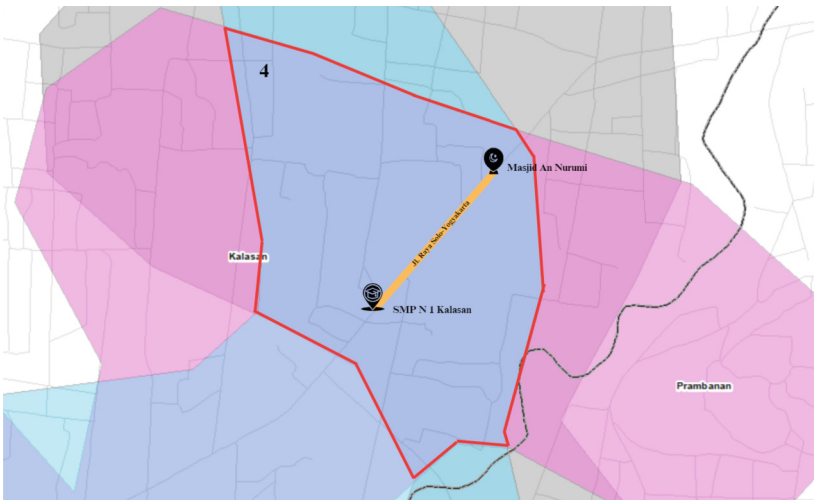 4
Masjid An Nurumi
Jl. Raya Solo-Yogyakarta
Kalasan
SMP N 1 Kalasan
Prambanan